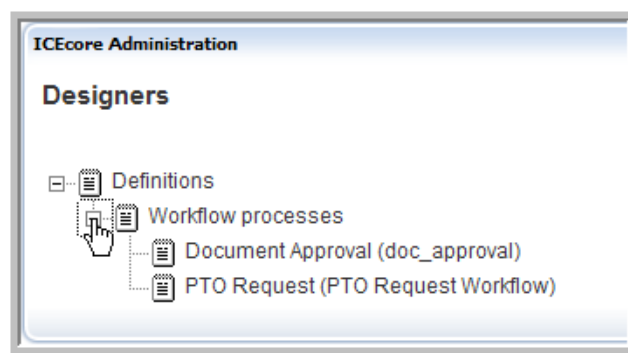 ICEcore Administration
Designers
Definitions
Workflow processes
Document Approval (doc_approval)
PTO Request (PTO Request Workflow)